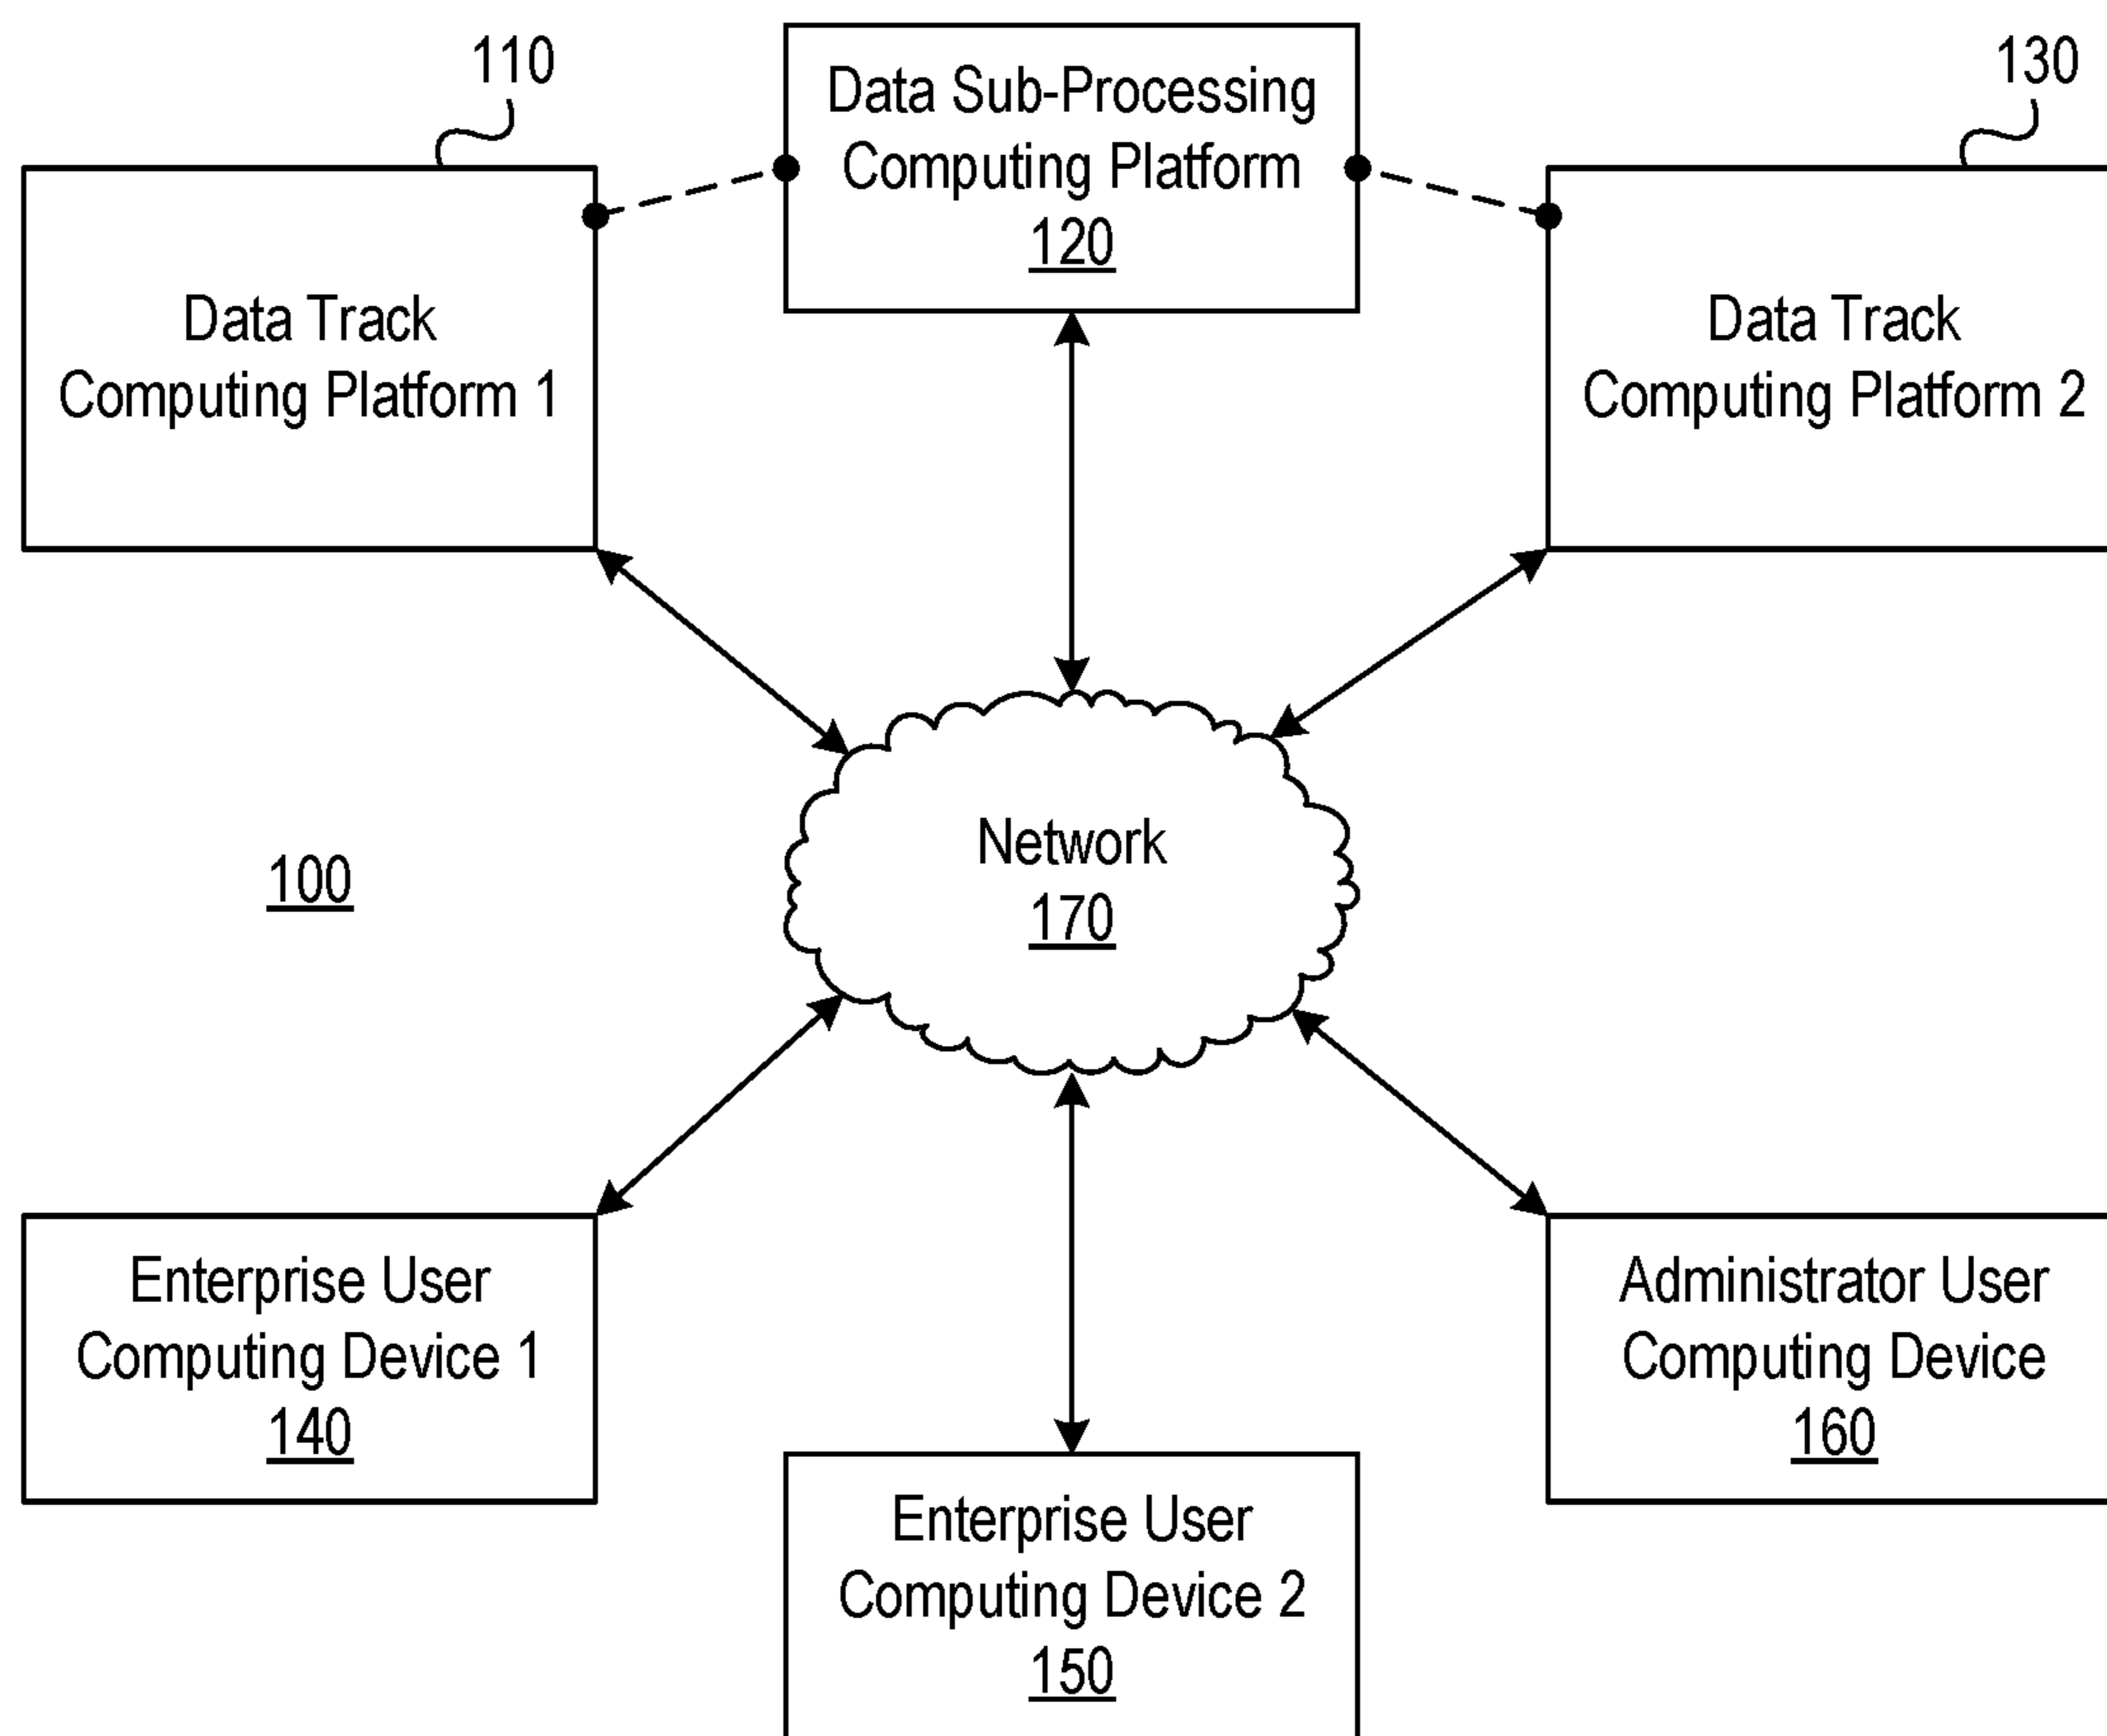 110
Data Sub-Processing
Computing Platform
120
130
Data Track
Computing Platform 1
Data Track
Computing Platform 2
100
Network
170
Enterprise User
Computing Device 1
140
Enterprise User
Computing Device 2
150
Administrator User
Computing Device
160